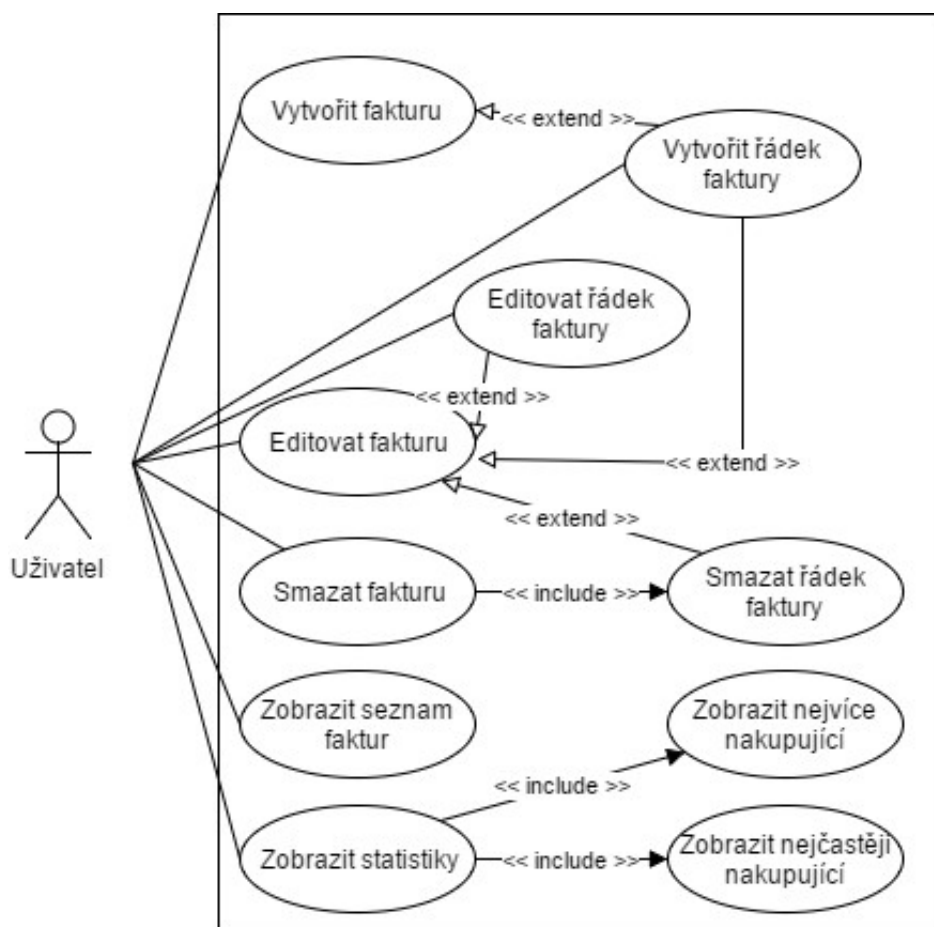 Vytvořit fakturu
<< extend >>
Vytvořit řádek
faktury
Editovat řádek
faktury
<< extend >>
Editovat fakturu
<< extend >>
<< extend >>
Uživatel
Smazat fakturu
<< include >>
Smazat řádek
faktury
Zobrazit seznam
faktur
Zobrazit nejvíce
nakupující
<< include >>
Zobrazit statistiky
<< include >>
Zobrazit nejčastěji
nakupující